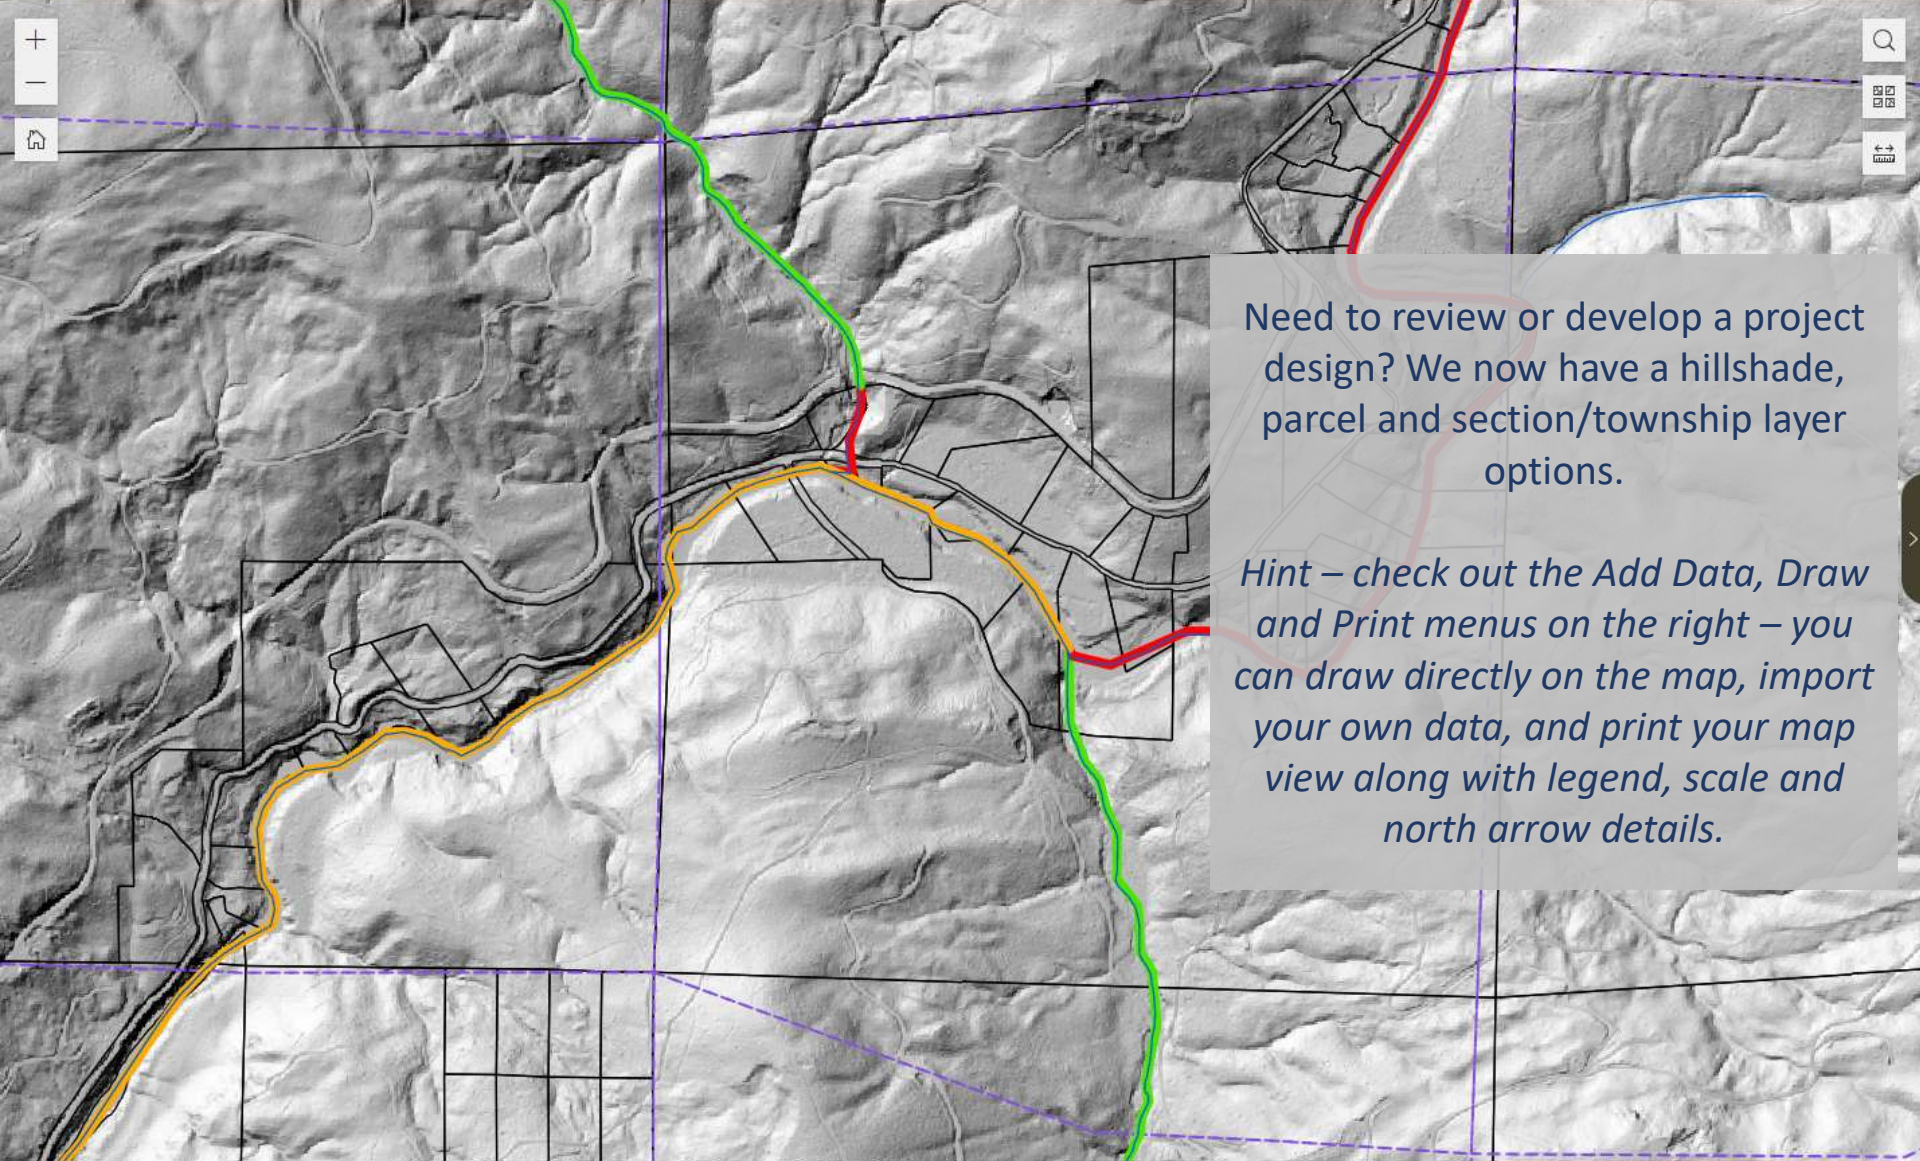 Need to review or develop a project
design? We now have a hillshade,
parcel and section/township layer
options.
Hint – check out the Add Data, Draw
and Print menus on the right – you
can draw directly on the map, import
your own data, and print your map
view along with legend, scale and
north arrow details.